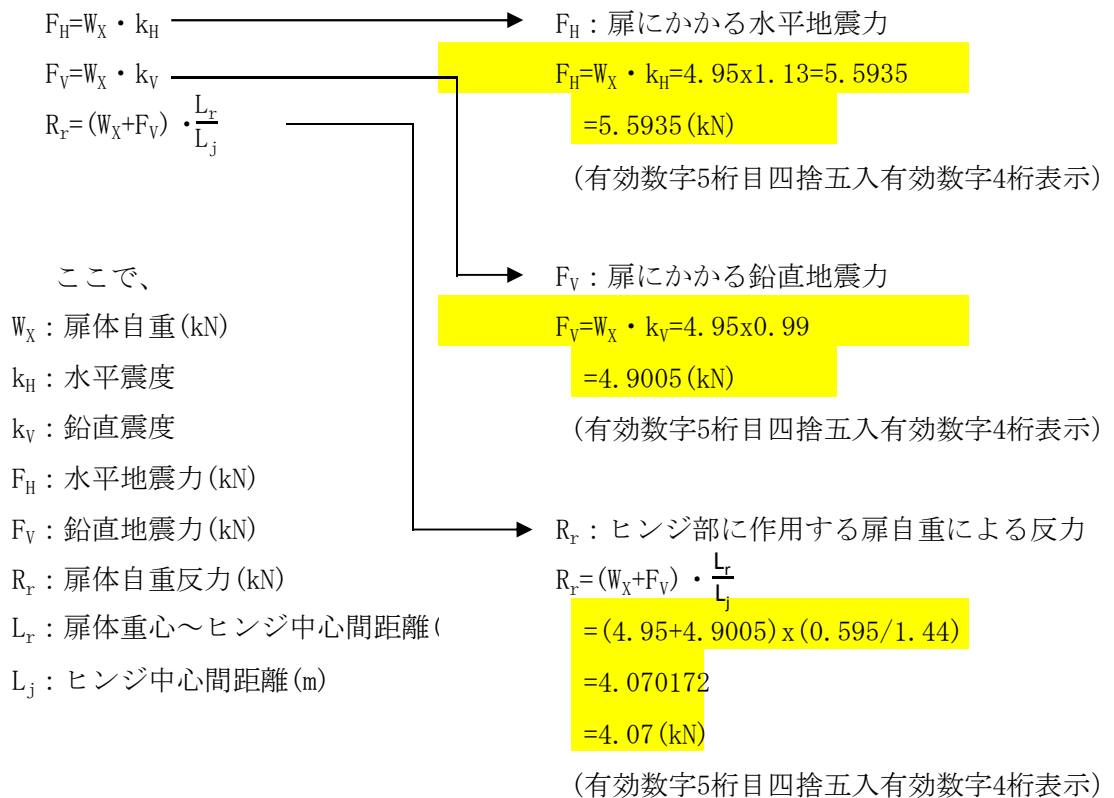 F_H=W_X・k_H
F_V=W_X・k_V
R_r=(W_X+F_V)・L_r/L_j
ここで、
W_X：扉体自重(kN)
k_H：水平震度
k_V：鉛直震度
F_H：水平地震力(kN)
F_V：鉛直地震力(kN)
R_r：扉体自重反力(kN)
L_r：扉体重心～ヒンジ中心間距離(
L_j：ヒンジ中心間距離(m)
F_H：扉にかかる水平地震力
F_H=W_X・k_H=4.95x1.13=5.5935
=5.5935(kN)
(有効数字5桁目四捨五入有効数字4桁表示)
F_V：扉にかかる鉛直地震力
F_V=W_X・k_V=4.95x0.99
=4.9005(kN)
(有効数字5桁目四捨五入有効数字4桁表示)
R_r：ヒンジ部に作用する扉自重による反力
R_r=(W_X+F_V)・L_r/L_j
=(4.95+4.9005)x(0.595/1.44)
=4.070172
=4.07(kN)
(有効数字5桁目四捨五入有効数字4桁表示)